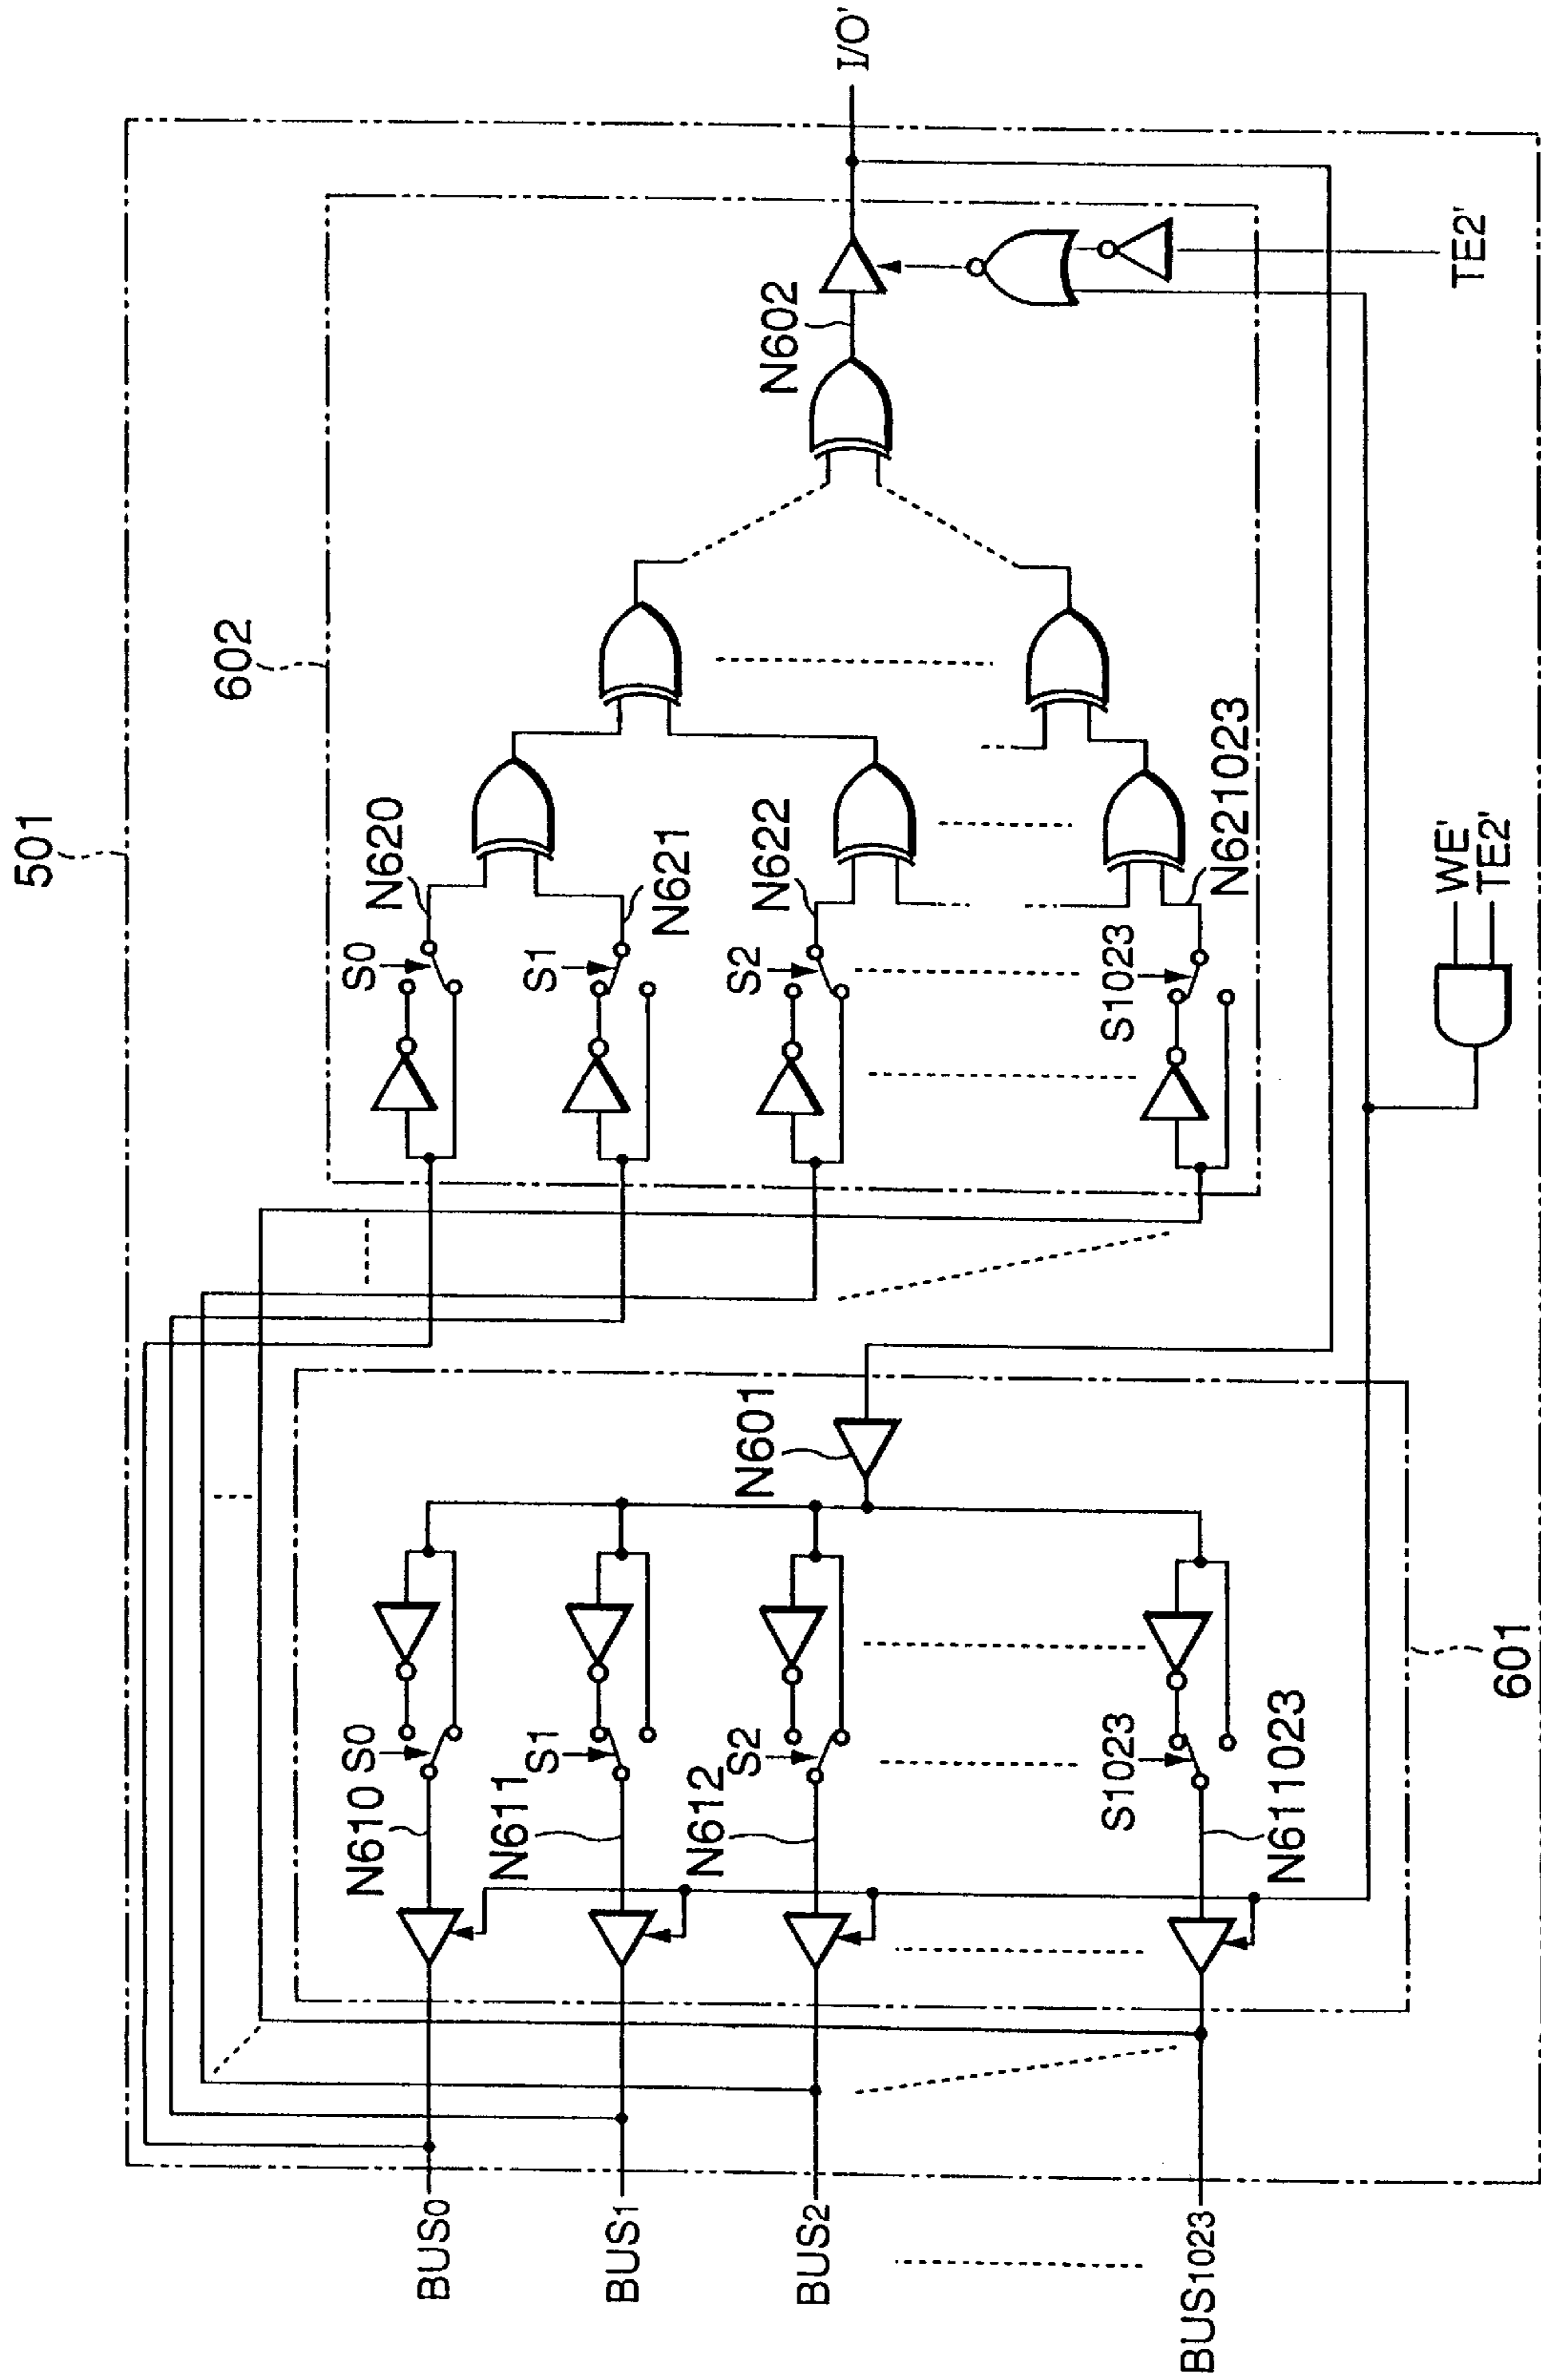 501
602
I/O'
N602
TE2'
N620
S0
N621
S1
N622
S2
N621023
S1023
WE'
TE2'
N601
601
N610
S0
N611
S1
N612
S2
N611023
S1023
BUS0
BUS1
BUS2
BUS1023